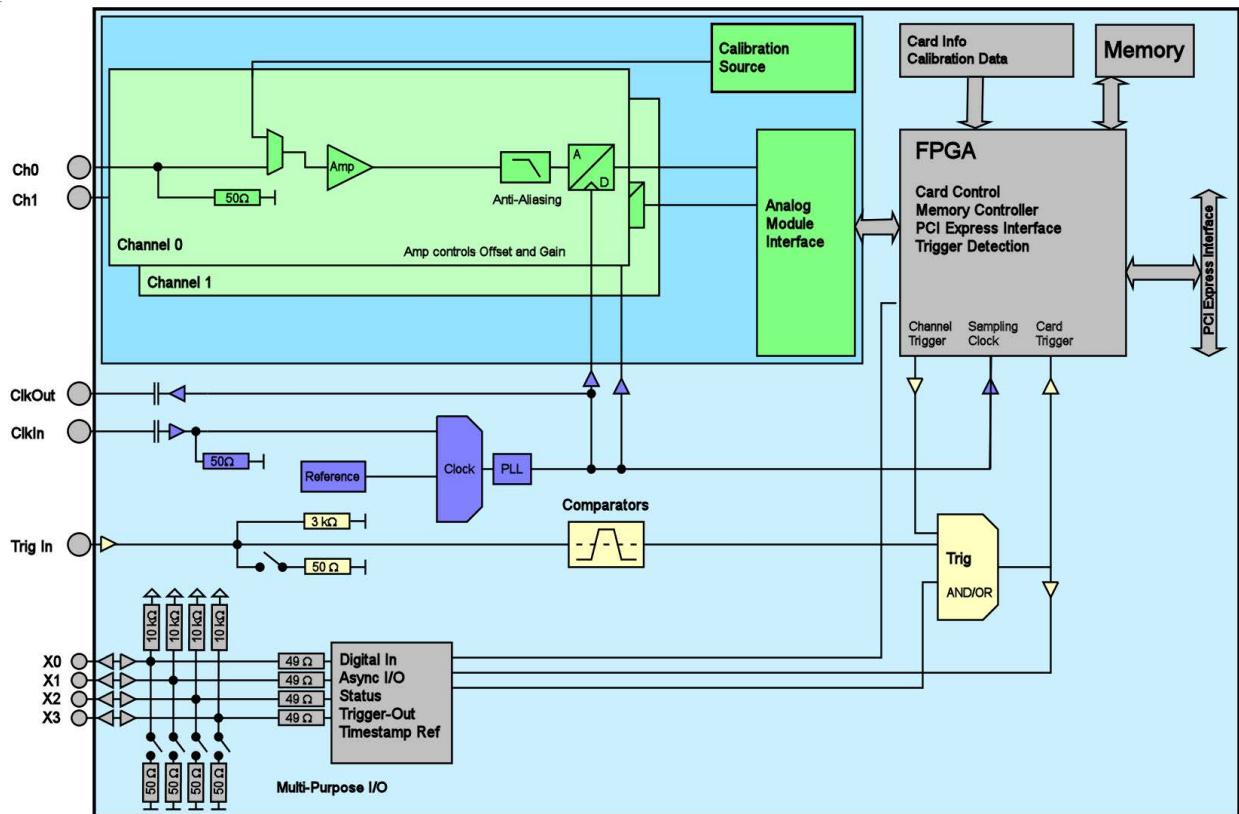 Calibration
Source
Card Info
Calibration Data
Memory
Ch0
Ch1
Amp
A
D
50Ω
Anti-Aliasing
Channel 0
Amp controls Offset and Gain
Channel 1
Analog
Module
Interface
FPGA
Card Control
Memory Controller
PCI Express Interface
Trigger Detection
PCI Express Interface
Channel
Trigger
Sampling
Clock
Card
Trigger
ClkOut
ClkIn
50Ω
Reference
Clock
PLL
Comparators
Trig In
3 kΩ
50 Ω
Trig
AND/OR
10 kΩ
10 kΩ
10 kΩ
10 kΩ
X0
X1
X2
X3
49 Ω
49 Ω
49 Ω
49 Ω
Digital In
Async I/O
Status
Trigger-Out
Timestamp Ref
50 Ω
50 Ω
50 Ω
50 Ω
Multi-Purpose I/O